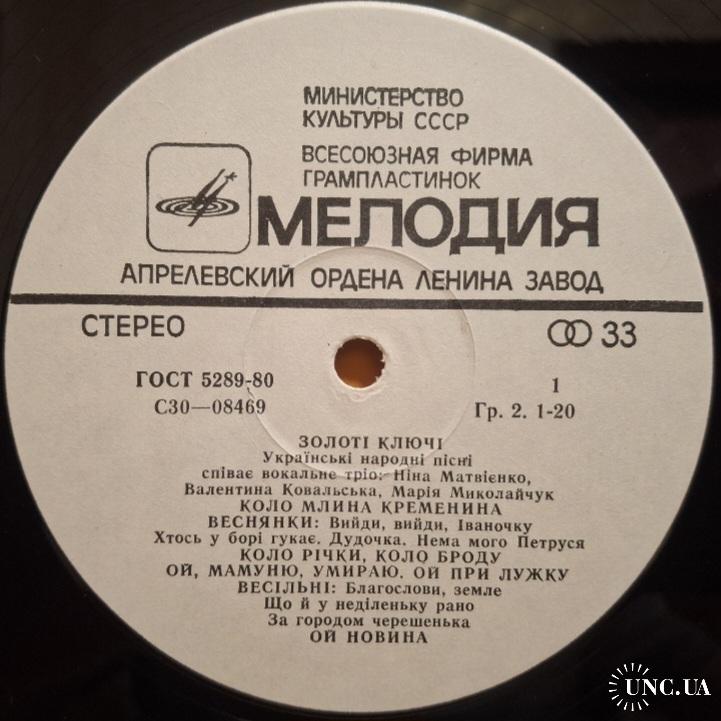 МИНИСТЕРСТВО
КУЛЬТУРЫ СССР
ВСЕСОЮЗНАЯ ФИРМА
ГРАМПЛАСТИНОК
МЕЛОДИЯ
АПРЕЛЕВСКИЙ ОРДЕНА ЛЕНИНА ЗАВОД
СТЕРЕО
33
ГОСТ 5289-80
1
С30—08469
Гр. 2. 1-20
ЗОЛОТІ КЛЮЧІ
Українські народні пісні
співає вокальне тріо: Ніна Матвієнко,
Валентина Ковальська, Марія Миколайчук
КОЛО МЛИНА КРЕМЕНИНА
ВЕСНЯНКИ: Вийди, вийди, Іваночку
Хтось у борі гукає. Дудочка. Нема мого Петруся
КОЛО РІЧКИ, КОЛО БРОДУ
ОЙ, МАМУНЮ, УМИРАЮ. ОЙ ПРИ ЛУЖКУ
ВЕСІЛЬНІ: Благослови, земле
Що й у неділеньку рано
За городом черешенька
ОЙ НОВИНА
UNC.UA